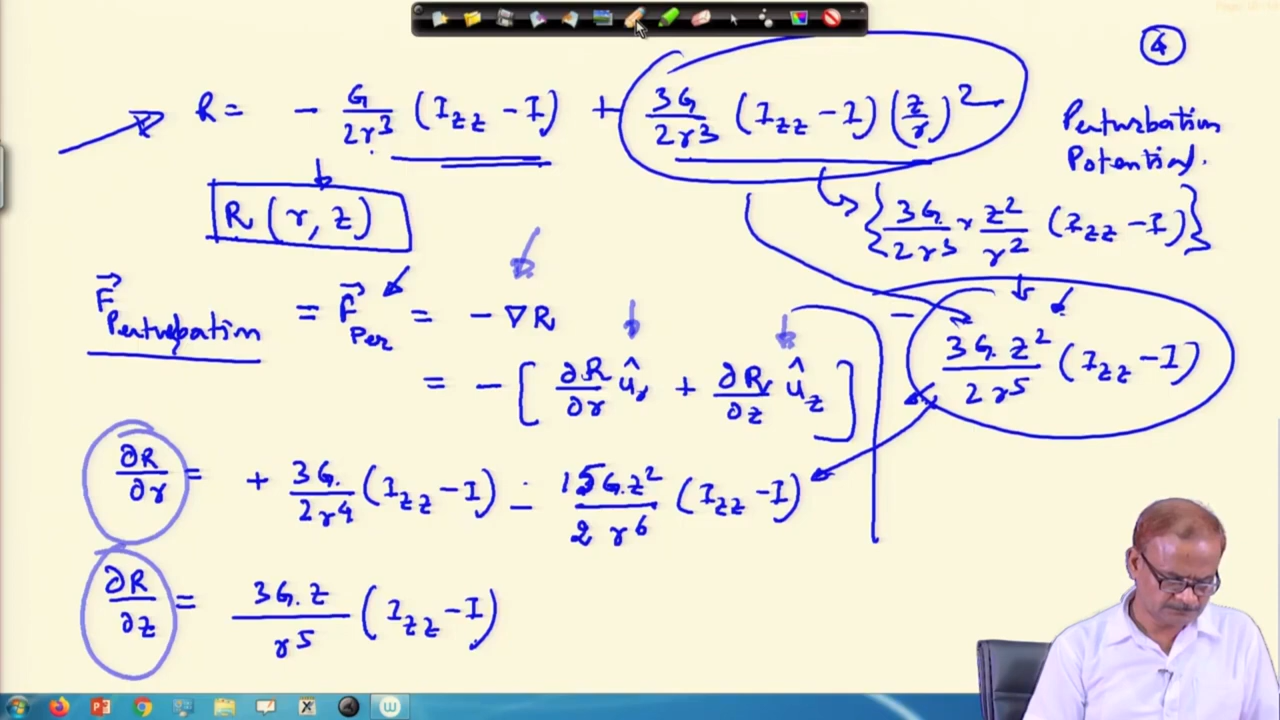 ④
R = - G/2r³ (I_zz - I) + 3G/2r³ (I_zz - I) (z/r)²
Perturbation
Potential.
R (r, z)
{3G/2r³ × z²/r² (I_zz - I)}
F⃗_Perturbation = F⃗_Per = - ∇R
- 3G.z²/2r⁵ (I_zz - I)
= - [∂R/∂r û_r + ∂R/∂z û_z]
∂R/∂r = + 3G./2r⁴ (I_zz - I) - 15G.z²/2r⁶ (I_zz - I)
∂R/∂z = 3G.z/r⁵ (I_zz - I)